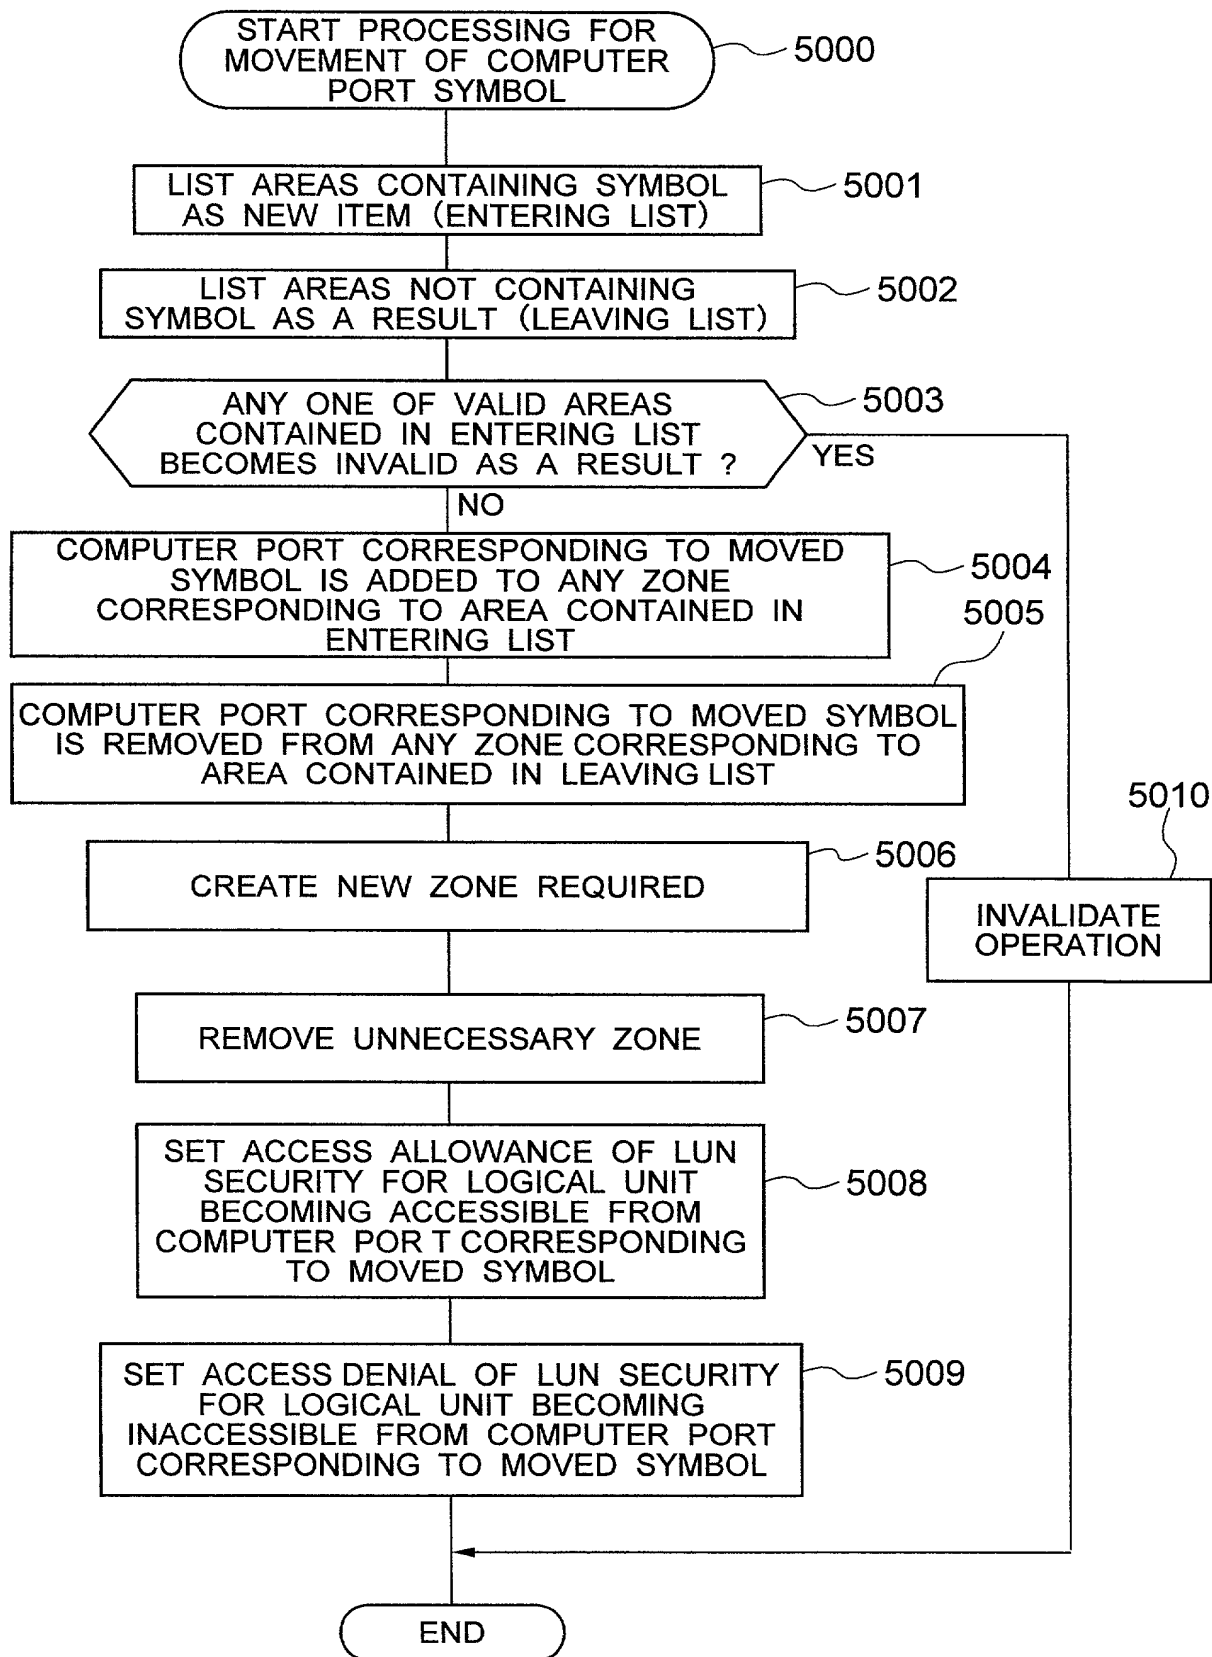 START PROCESSING FOR
MOVEMENT OF COMPUTER
PORT SYMBOL
5000
LIST AREAS CONTAINING SYMBOL
AS NEW ITEM (ENTERING LIST)
5001
LIST AREAS NOT CONTAINING
SYMBOL AS A RESULT (LEAVING LIST)
5002
ANY ONE OF VALID AREAS
CONTAINED IN ENTERING LIST
BECOMES INVALID AS A RESULT ?
5003
YES
NO
COMPUTER PORT CORRESPONDING TO MOVED
SYMBOL IS ADDED TO ANY ZONE
CORRESPONDING TO AREA CONTAINED IN
ENTERING LIST
5004
5005
COMPUTER PORT CORRESPONDING TO MOVED SYMBOL
IS REMOVED FROM ANY ZONE CORRESPONDING TO
AREA CONTAINED IN LEAVING LIST
5010
CREATE NEW ZONE REQUIRED
5006
INVALIDATE
OPERATION
REMOVE UNNECESSARY ZONE
5007
SET ACCESS ALLOWANCE OF LUN
SECURITY FOR LOGICAL UNIT
BECOMING ACCESSIBLE FROM
COMPUTER POR T CORRESPONDING
TO MOVED SYMBOL
5008
SET ACCESS DENIAL OF LUN SECURITY
FOR LOGICAL UNIT BECOMING
INACCESSIBLE FROM COMPUTER PORT
CORRESPONDING TO MOVED SYMBOL
5009
END